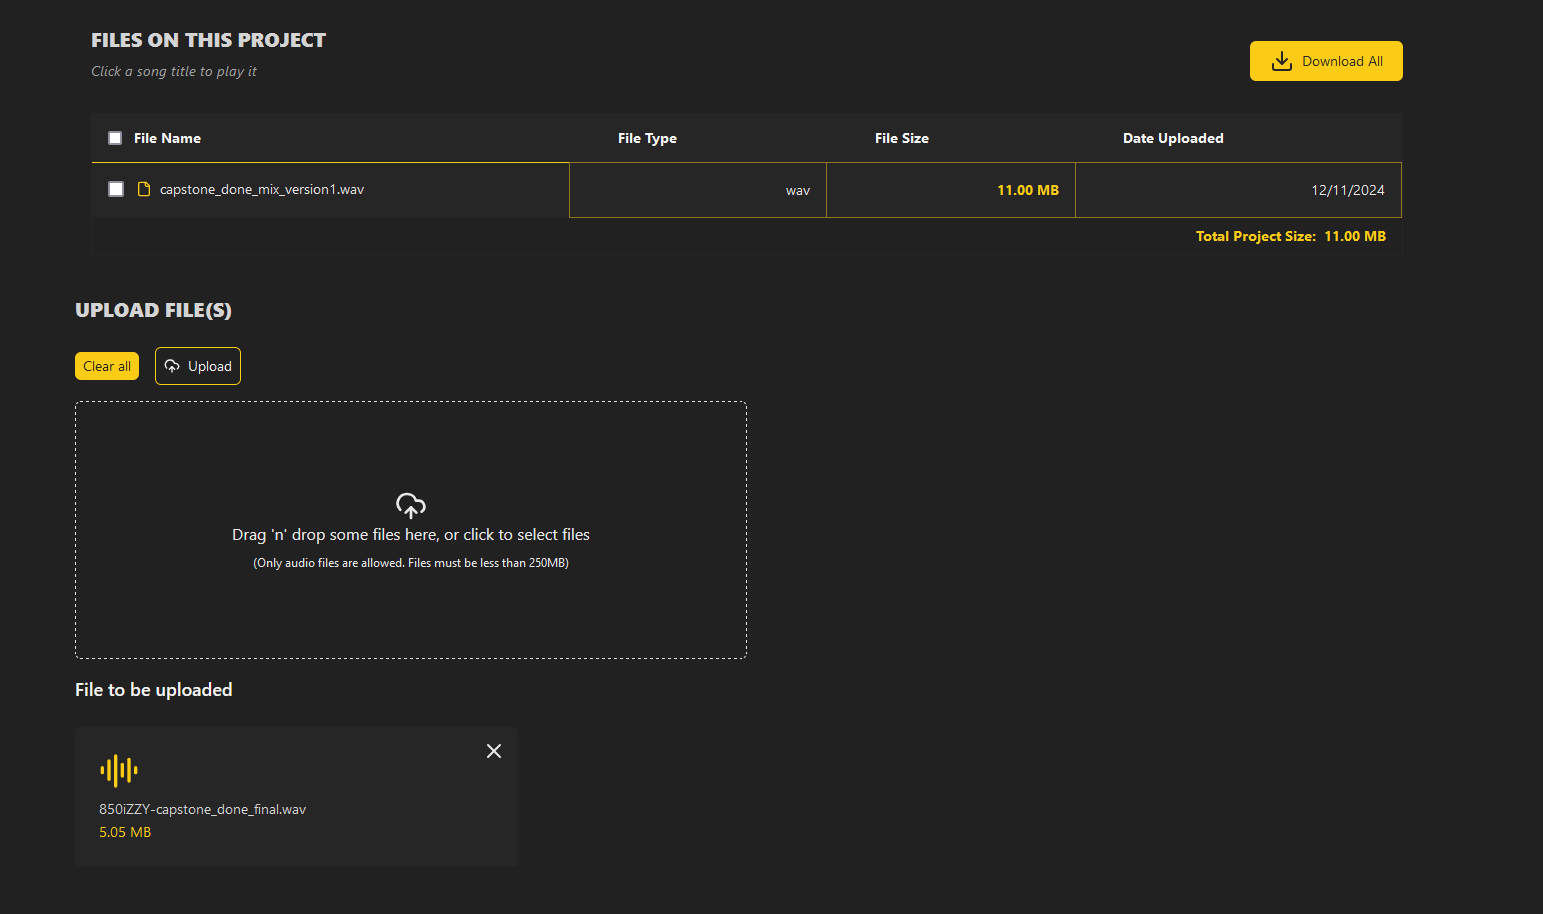 FILES ON THIS PROJECT
Click a song title to play it
Download All
File Name File Type File Size Date Uploaded
capstone_done_mix_version1.wav wav 11.00 MB 12/11/2024
Total Project Size: 11.00 MB
UPLOAD FILE(S)
Clear all Upload
Drag 'n' drop some files here, or click to select files
(Only audio files are allowed. Files must be less than 250MB)
File to be uploaded
850iZZY-capstone_done_final.wav
5.05 MB